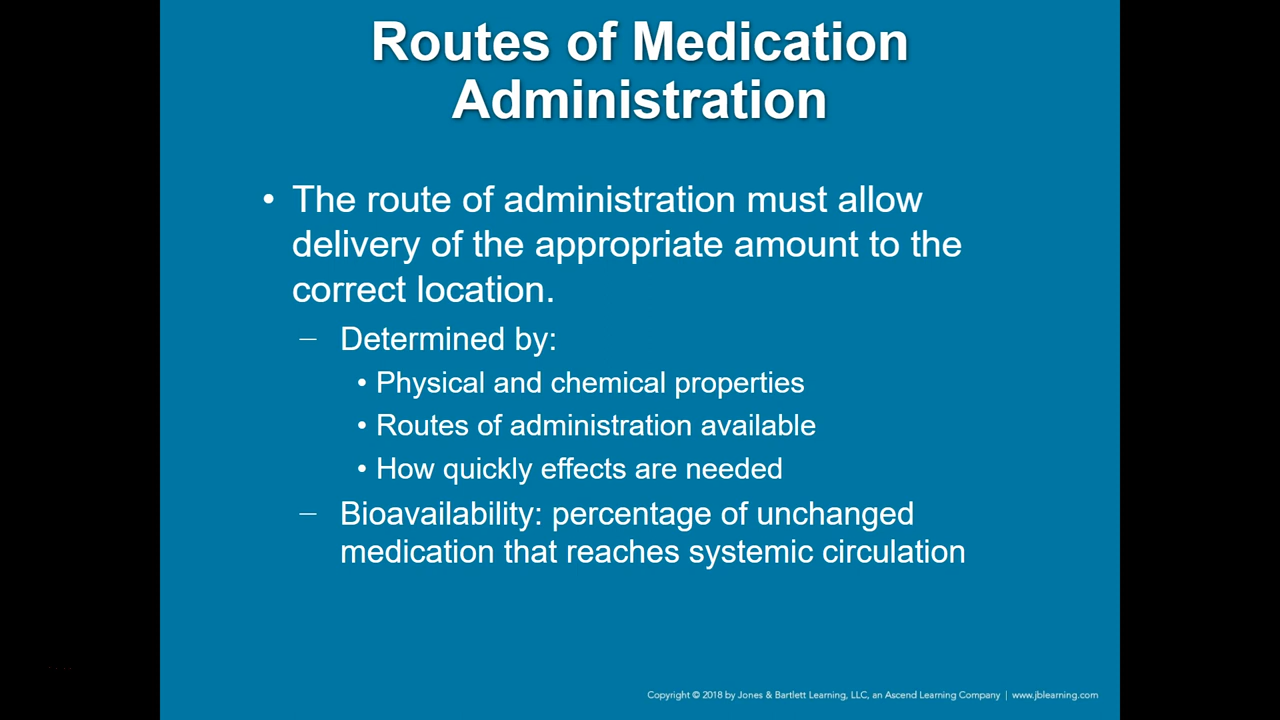 Routes of Medication
Administration
• The route of administration must allow
delivery of the appropriate amount to the
correct location.
– Determined by:
• Physical and chemical properties
• Routes of administration available
• How quickly effects are needed
– Bioavailability: percentage of unchanged
medication that reaches systemic circulation
Copyright © 2018 by Jones & Bartlett Learning, LLC, an Ascend Learning Company | www.jblearning.com